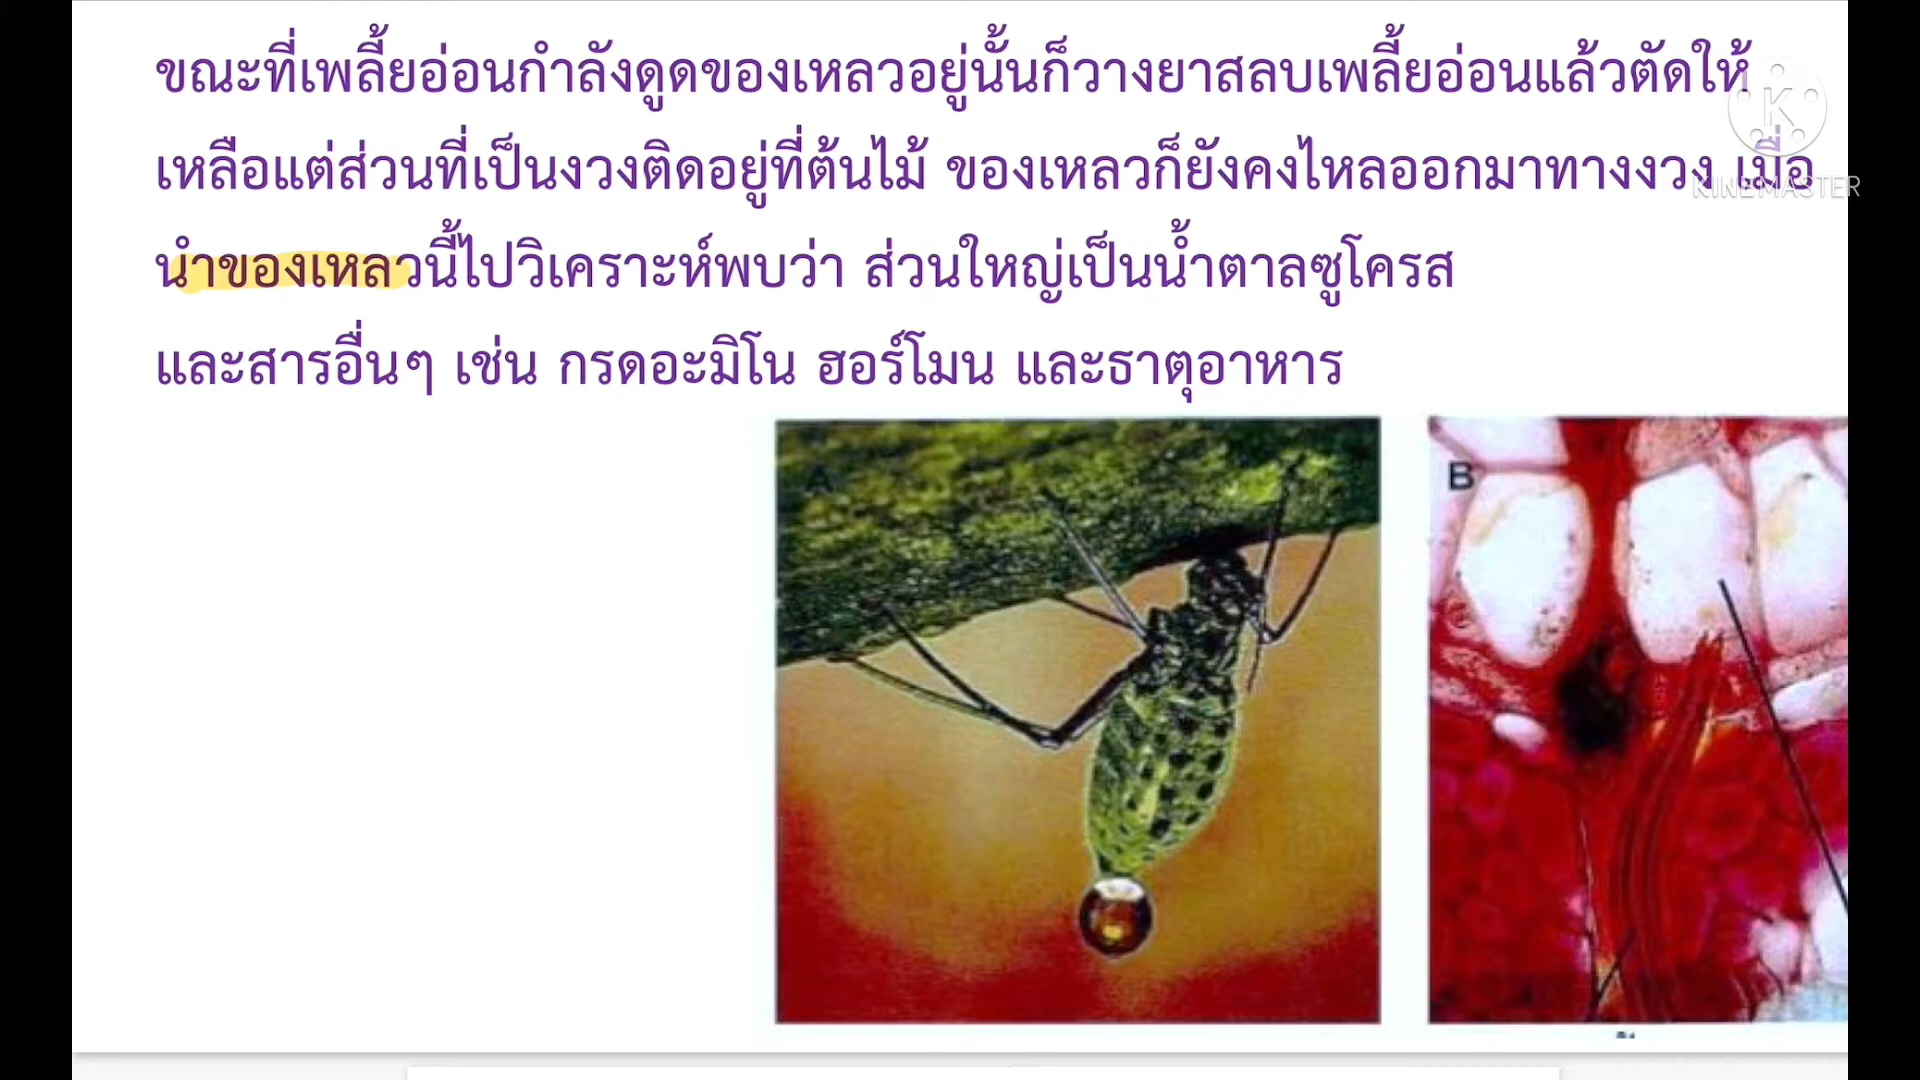 ขณะที่เพลี้ยอ่อนกำลังดูดของเหลวอยู่นั้นก็วางยาสลบเพลี้ยอ่อนแล้วตัดให้
เหลือแต่ส่วนที่เป็นงวงติดอยู่ที่ต้นไม้ ของเหลวก็ยังคงไหลออกมาทางงวง เมื่อ
นำของเหลวนี้ไปวิเคราะห์พบว่า ส่วนใหญ่เป็นน้ำตาลซูโครส
และสารอื่นๆ เช่น กรดอะมิโน ฮอร์โมน และธาตุอาหาร
K
KINEMASTER
A
B